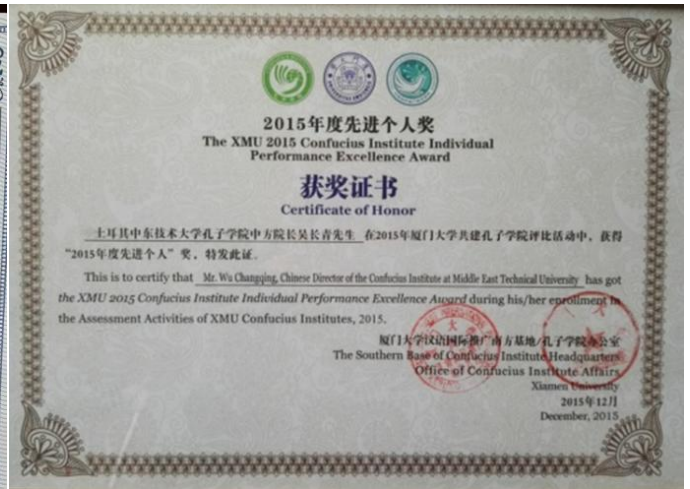 2015年度先进个人奖
The XMU 2015 Confucius Institute Individual
Performance Excellence Award
获奖证书
Certificate of Honor
土耳其中东技术大学孔子学院中方院长吴长青先生 在2015年厦门大学共建孔子学院评比活动中，获得
“2015年度先进个人”奖，特发此证。
This is to certify that Mr. Wu Changqing, Chinese Director of the Confucius Institute at Middle East Technical University has got
the XMU 2015 Confucius Institute Individual Performance Excellence Award during his/her enrollment in
the Assessment Activities of XMU Confucius Institutes, 2015.
厦门大学汉语国际推广南方基地/孔子学院办公室
The Southern Base of Confucius Institute Headquarters
Office of Confucius Institute Affairs
Xiamen University
2015年12月
December, 2015